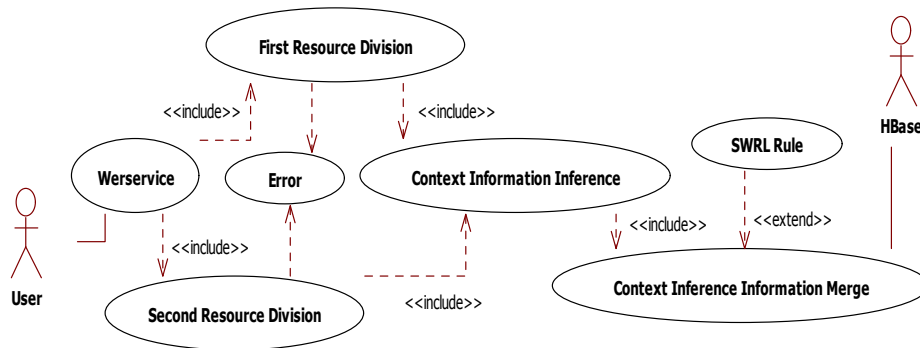 First Resource Division
<<include>>
<<include>>
HBase
SWRL Rule
Werservice
Error
Context Information Inference
<<include>>
<<include>>
<<extend>>
User
Second Resource Division
<<include>>
Context Inference Information Merge